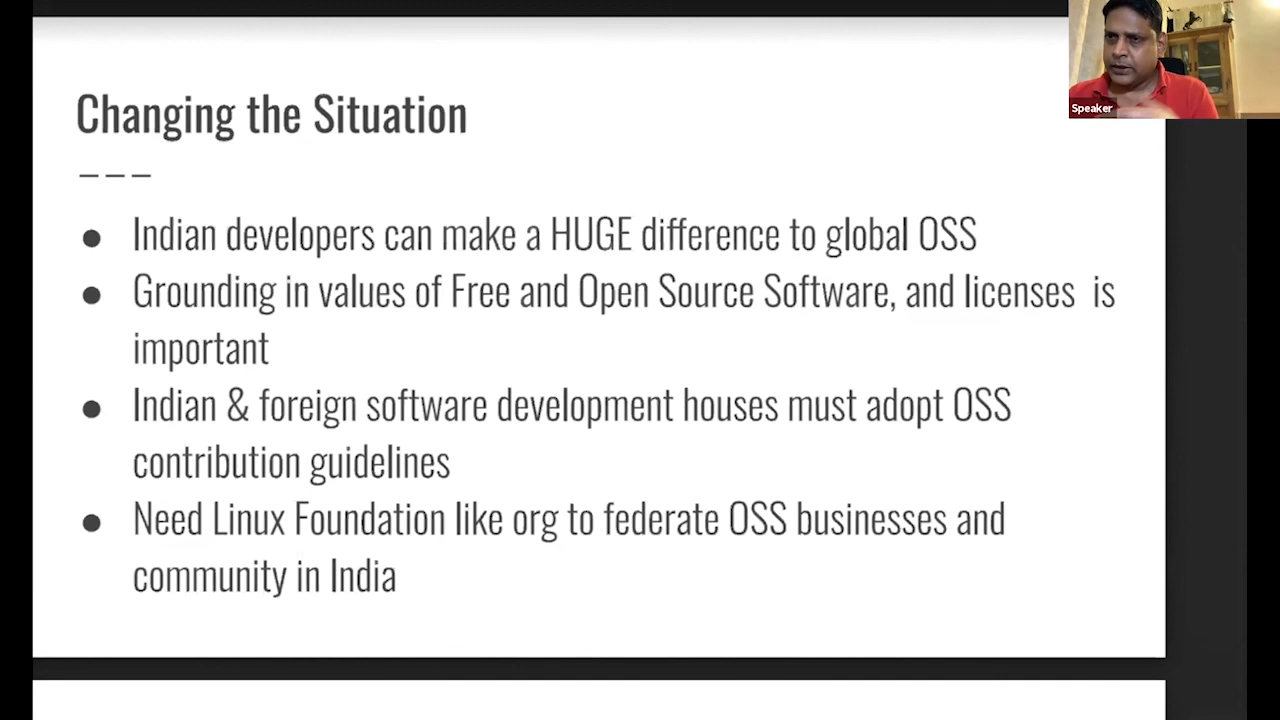 Speaker
Changing the Situation
● Indian developers can make a HUGE difference to global OSS
● Grounding in values of Free and Open Source Software, and licenses is
important
● Indian & foreign software development houses must adopt OSS
contribution guidelines
● Need Linux Foundation like org to federate OSS businesses and
community in India